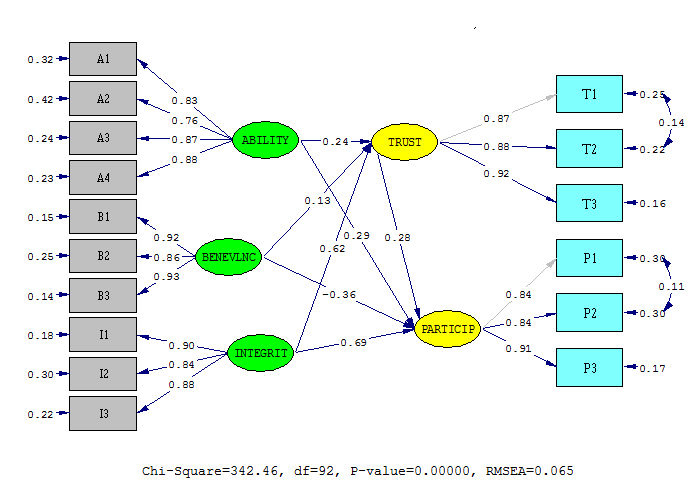 0.32 A1
0.42 A2
0.24 A3
0.23 A4
0.15 B1
0.25 B2
0.14 B3
0.18 I1
0.30 I2
0.22 I3
0.83
0.76
0.87
0.88
0.92
0.86
0.93
0.90
0.84
0.88
ABILITY
BENEVLNC
INTEGRIT
0.24
0.13
0.62
0.29
0.28
-0.36
0.69
TRUST
PARTICIP
0.87
0.88
0.92
0.84
0.84
0.91
T1 0.25
0.14
T2 0.22
T3 0.16
P1 0.30
0.11
P2 0.30
P3 0.17
Chi-Square=342.46, df=92, P-value=0.00000, RMSEA=0.065